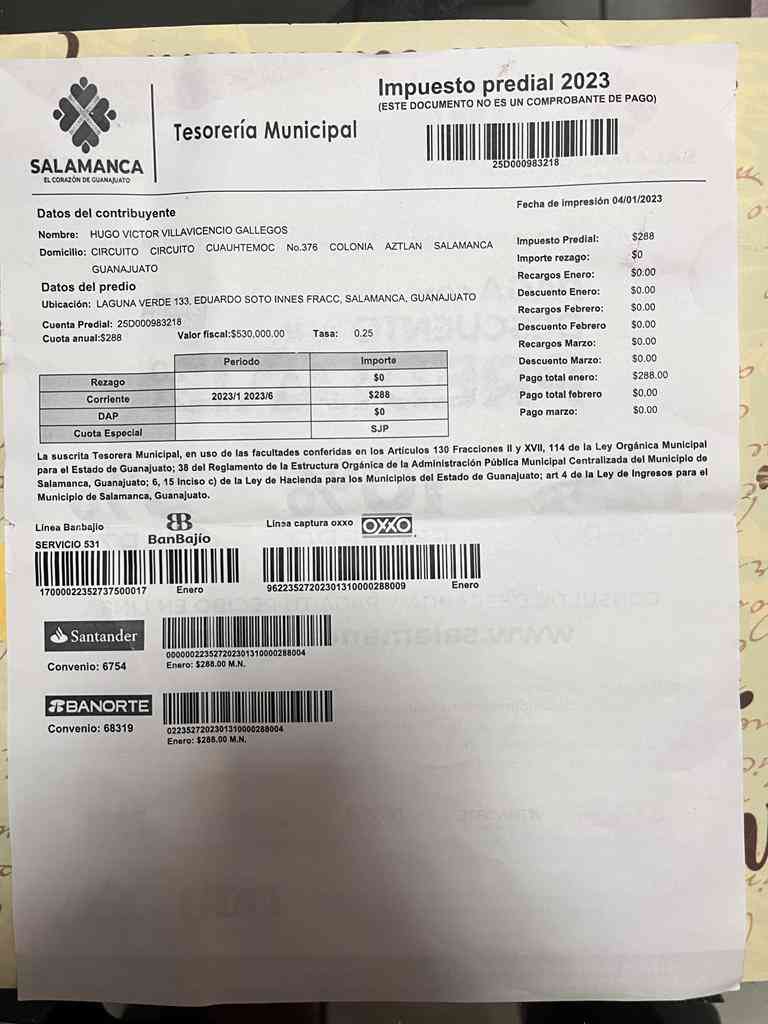 SALAMANCA
EL CORAZÓN DE GUANAJUATO
Tesorería Municipal
Impuesto predial 2023
(ESTE DOCUMENTO NO ES UN COMPROBANTE DE PAGO)
25D000983218
Fecha de impresión 04/01/2023
Datos del contribuyente
Nombre: HUGO VICTOR VILLAVICENCIO GALLEGOS
Domicilio: CIRCUITO CIRCUITO CUAUHTEMOC No.376 COLONIA AZTLAN SALAMANCA
GUANAJUATO
Datos del predio
Ubicación: LAGUNA VERDE 133, EDUARDO SOTO INNES FRACC, SALAMANCA, GUANAJUATO
Cuenta Predial: 25D000983218
Cuota anual:$288 Valor fiscal:$530,000.00 Tasa: 0.25
Impuesto Predial: $288
Importe rezago: $0
Recargos Enero: $0.00
Descuento Enero: $0.00
Recargos Febrero: $0.00
Descuento Febrero $0.00
Recargos Marzo: $0.00
Descuento Marzo: $0.00
Pago total enero: $288.00
Pago total febrero $0.00
Pago marzo: $0.00
Periodo Importe
Rezago $0
Corriente 2023/1 2023/6 $288
DAP $0
Cuota Especial SJP
La suscrita Tesorera Municipal, en uso de las facultades conferidas en los Artículos 130 Fracciones II y XVII, 114 de la Ley Orgánica Municipal
para el Estado de Guanajuato; 38 del Reglamento de la Estructura Orgánica de la Administración Pública Municipal Centralizada del Municipio de
Salamanca, Guanajuato; 6, 15 Inciso c) de la Ley de Hacienda para los Municipios del Estado de Guanajuato; art 4 de la Ley de Ingresos para el
Municipio de Salamanca, Guanajuato.
Línea Banbajio
SERVICIO 531
BanBajío
Línea captura oxxo OXXO
17000022352737500017 Enero
96223527202301310000288009 Enero
Santander
Convenio: 6754
0000002235272023013100002880​04
Enero: $288.00 M.N.
BANORTE
Convenio: 68319
02235272023013100002880​04
Enero: $288.00 M.N.